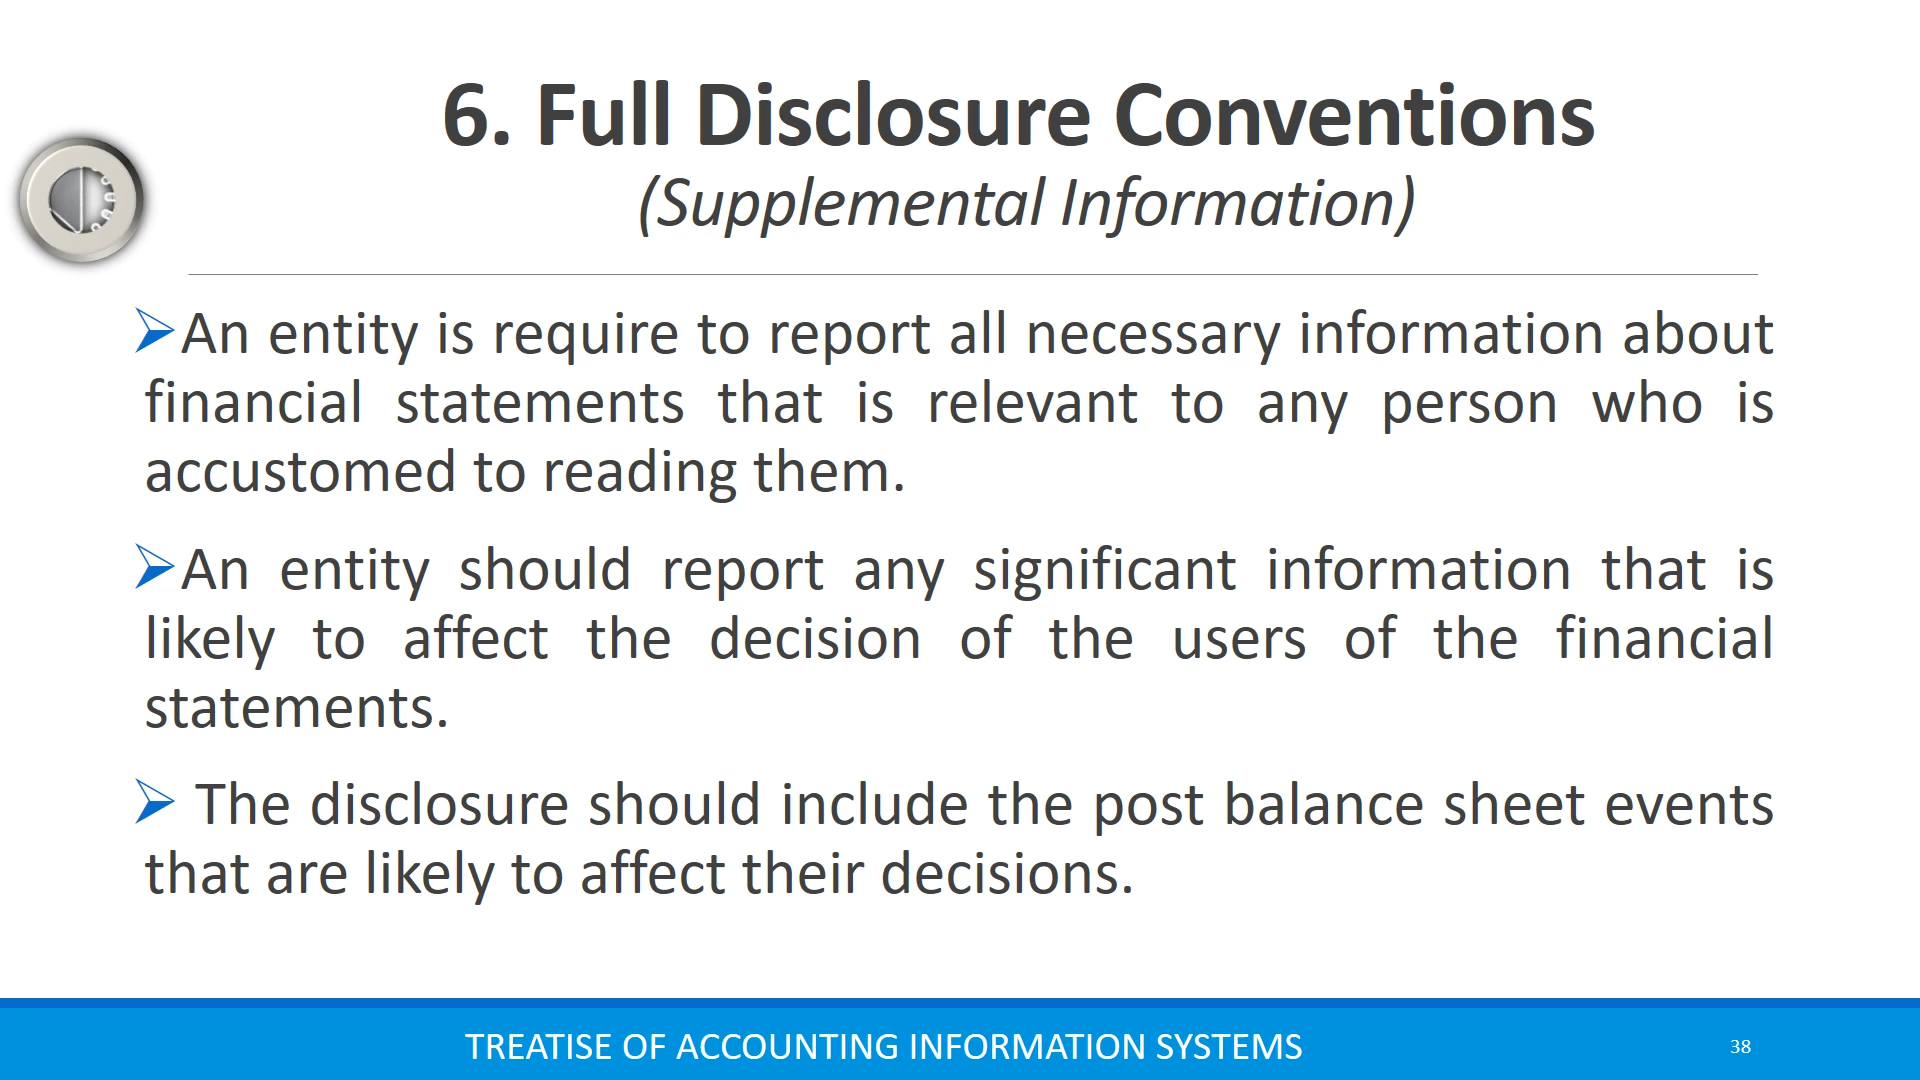 6. Full Disclosure Conventions
(Supplemental Information)
An entity is require to report all necessary information about
financial statements that is relevant to any person who is
accustomed to reading them.
An entity should report any significant information that is
likely to affect the decision of the users of the financial
statements.
The disclosure should include the post balance sheet events
that are likely to affect their decisions.
TREATISE OF ACCOUNTING INFORMATION SYSTEMS
38